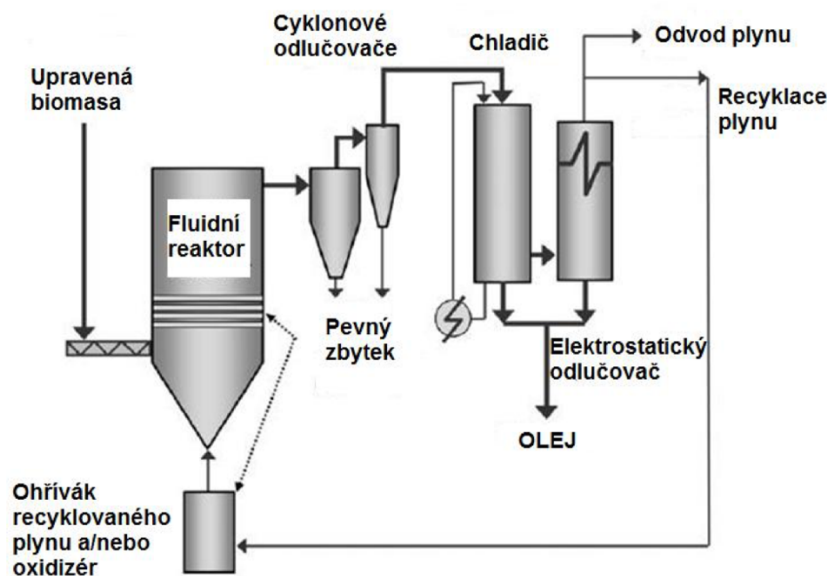 Cyklonové
odlučovače
Chladič
Odvod plynu
Upravená
biomasa
Recyklace
plynu
Fluidní
reaktor
Pevný
zbytek
Elektrostatický
odlučovač
OLEJ
Ohřívák
recyklovaného
plynu a/nebo
oxidizér